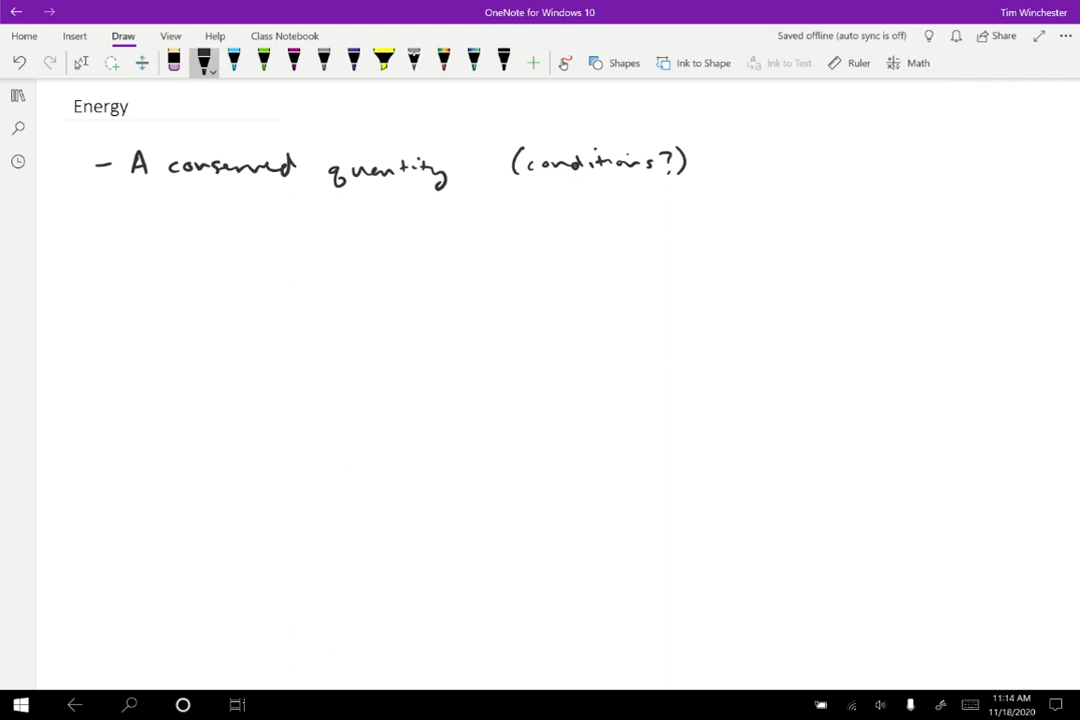 OneNote for Windows 10
Tim Winchester
Home Insert Draw View Help Class Notebook
Saved offline (auto sync is off) Share
Shapes Ink to Shape Ink to Text Ruler Math
Energy
- A conserved quantity (conditions?)
11:14 AM
11/18/2020